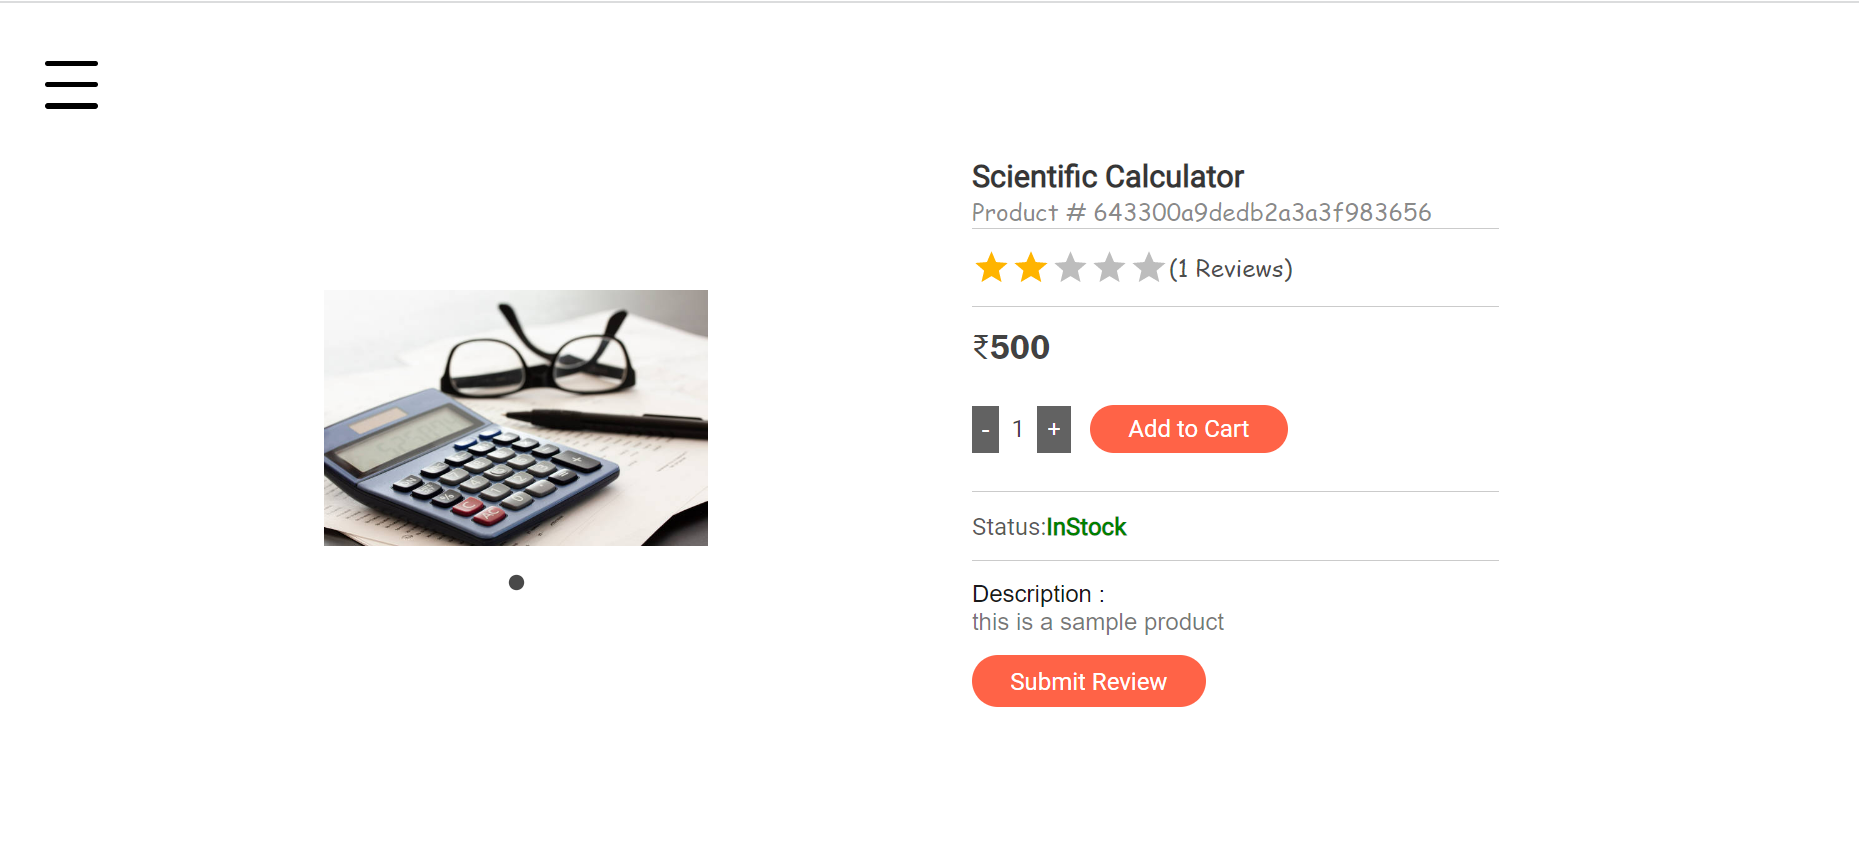 Scientific Calculator
Product # 643300a9dedb2a3a3f983656
(1 Reviews)
₹500
- 1 + Add to Cart
Status:InStock
Description :
this is a sample product
Submit Review